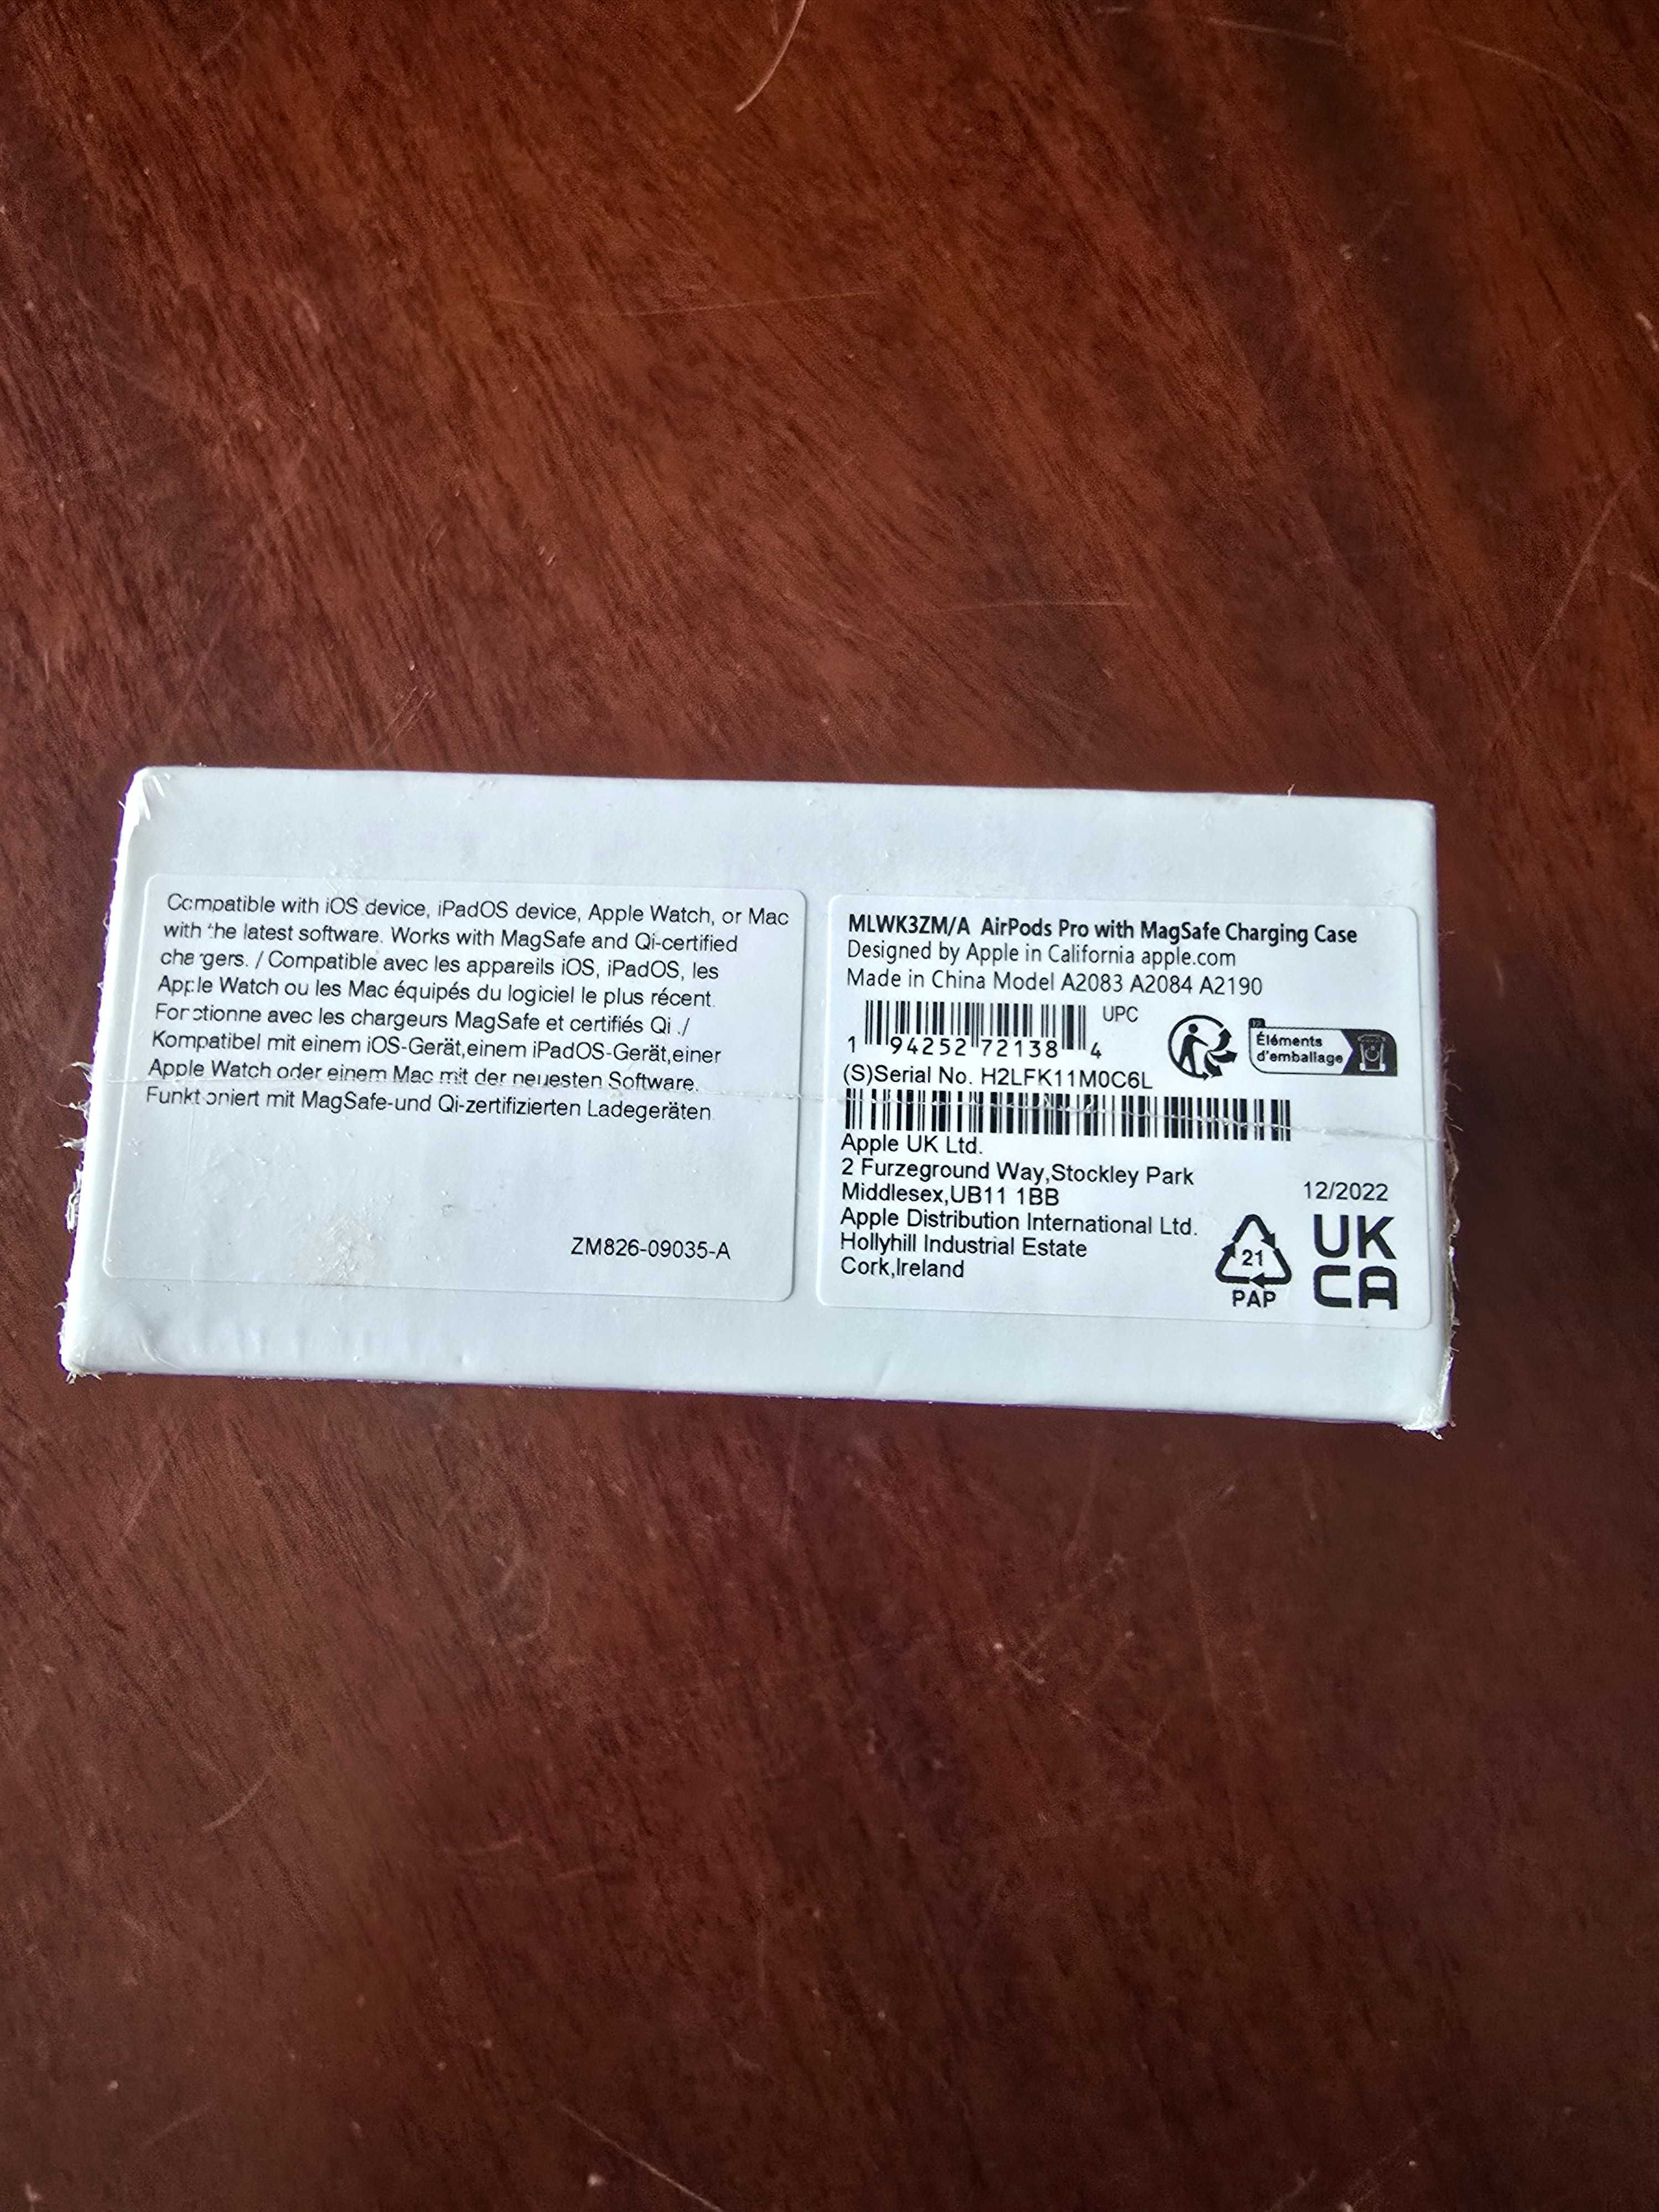 Compatible with iOS device, iPadOS device, Apple Watch, or Mac
with the latest software. Works with MagSafe and Qi-certified
chargers. / Compatible avec les appareils iOS, iPadOS, les
Apple Watch ou les Mac équipés du logiciel le plus récent.
Fonctionne avec les chargeurs MagSafe et certifiés Qi ./
Kompatibel mit einem iOS-Gerät,einem iPadOS-Gerät,einer
Apple Watch oder einem Mac mit der neuesten Software.
Funktioniert mit MagSafe-und Qi-zertifizierten Ladegeräten
ZM826-09035-A
MLWK3ZM/A AirPods Pro with MagSafe Charging Case
Designed by Apple in California apple.com
Made in China Model A2083 A2084 A2190
UPC
1 94252 72138 4
Éléments
d'emballage
(S)Serial No. H2LFK11M0C6L
Apple UK Ltd.
2 Furzeground Way,Stockley Park
Middlesex,UB11 1BB
Apple Distribution International Ltd.
Hollyhill Industrial Estate
Cork,Ireland
12/2022
21
PAP
UK
CA